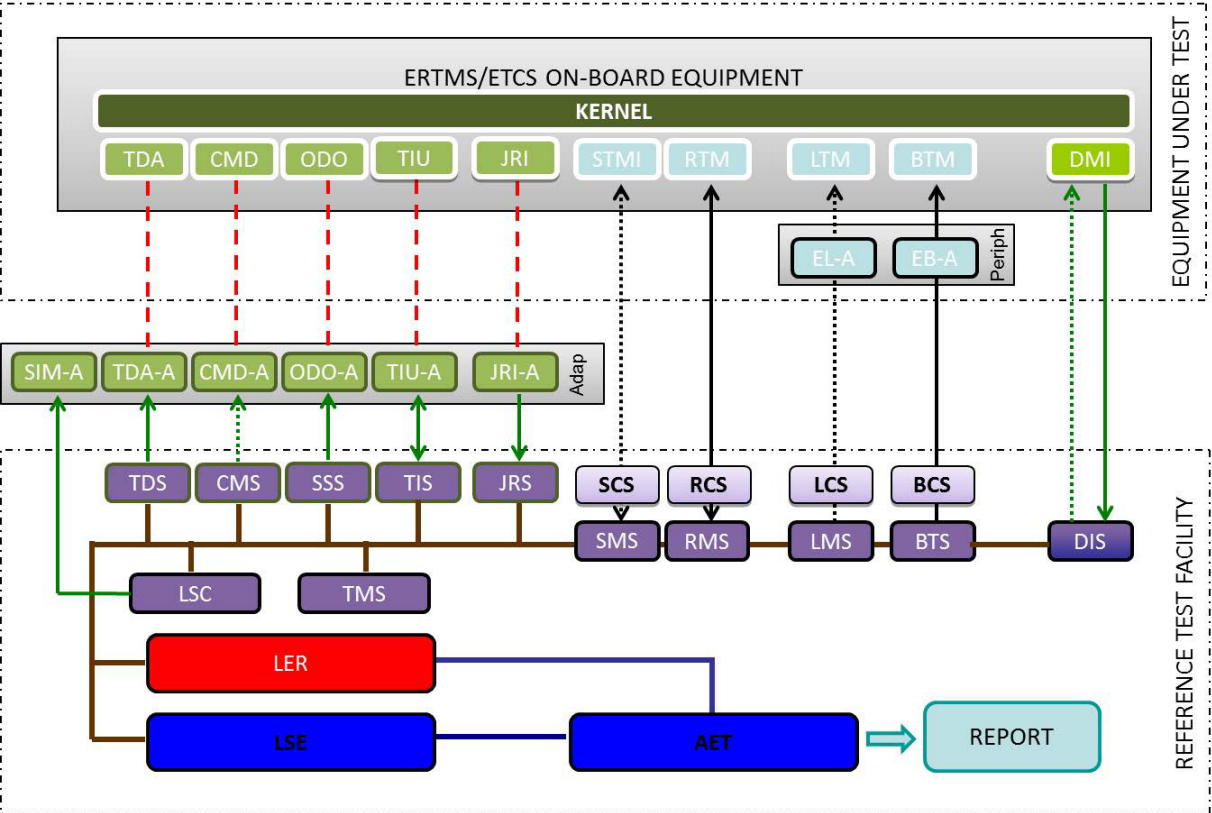 ERTMS/ETCS ON-BOARD EQUIPMENT
KERNEL
TDA CMD ODO TIU JRI STMI RTM LTM BTM DMI
EL-A EB-A Periph
EQUIPMENT UNDER TEST
SIM-A TDA-A CMD-A ODO-A TIU-A JRI-A Adap
TDS CMS SSS TIS JRS SCS RCS LCS BCS
SMS RMS LMS BTS DIS
LSC TMS
LER
LSE AET REPORT
REFERENCE TEST FACILITY